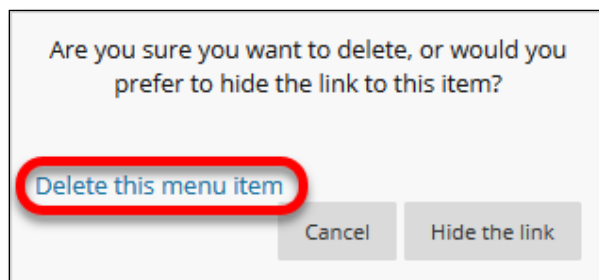 Are you sure you want to delete, or would you
prefer to hide the link to this item?
Delete this menu item
Cancel
Hide the link